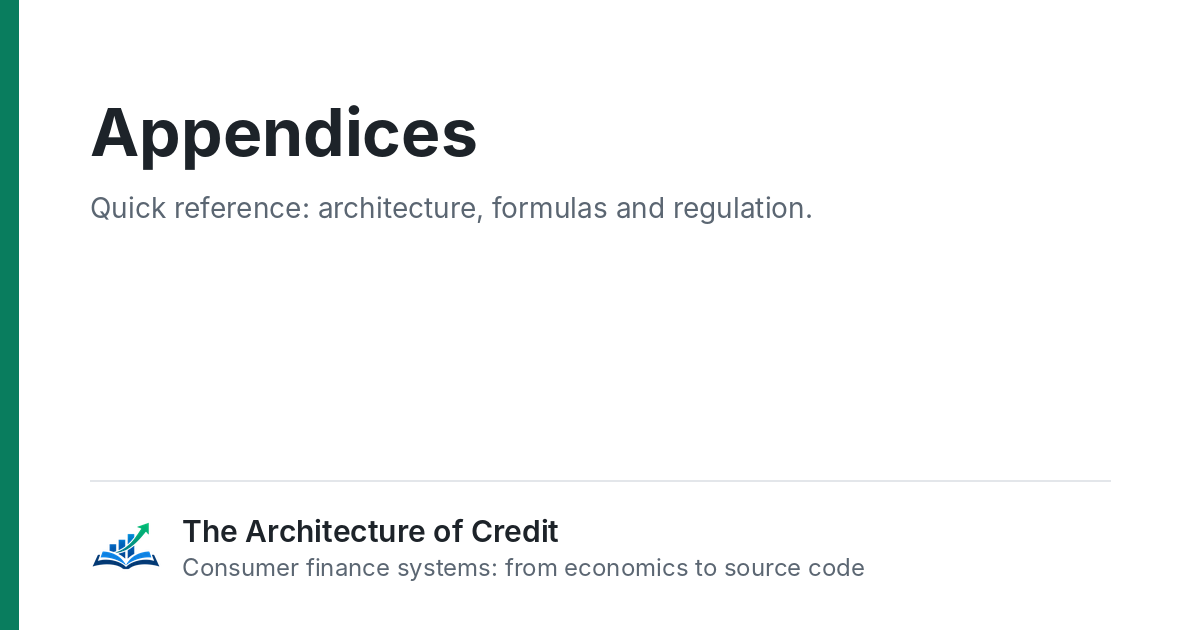 Appendices
Quick reference: architecture, formulas and regulation.
The Architecture of Credit
Consumer finance systems: from economics to source code